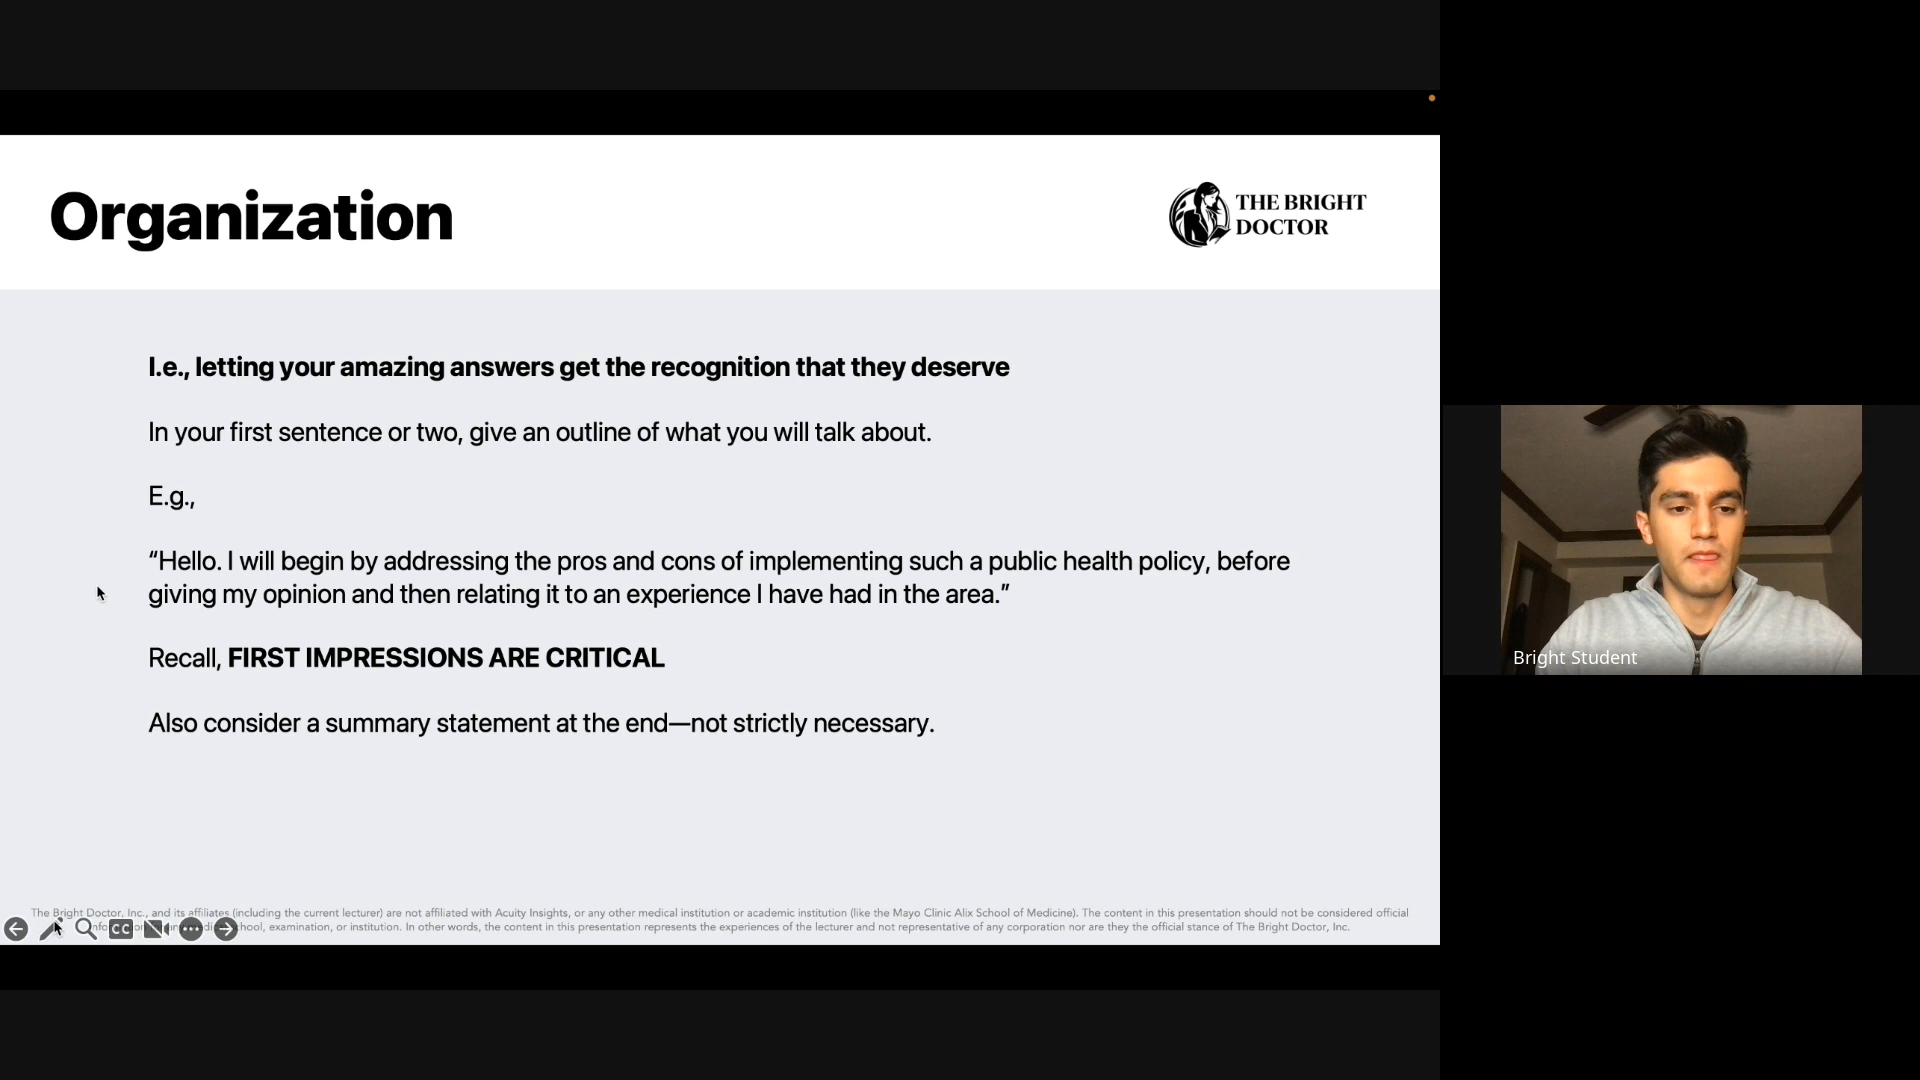 Organization
THE BRIGHT
DOCTOR
I.e., letting your amazing answers get the recognition that they deserve
In your first sentence or two, give an outline of what you will talk about.
E.g.,
“Hello. I will begin by addressing the pros and cons of implementing such a public health policy, before
giving my opinion and then relating it to an experience I have had in the area.”
Recall, FIRST IMPRESSIONS ARE CRITICAL
Also consider a summary statement at the end—not strictly necessary.
The Bright Doctor, Inc., and its affiliates (including the current lecturer) are not affiliated with Acuity Insights, or any other medical institution or academic institution (like the Mayo Clinic Alix School of Medicine). The content in this presentation should not be considered official
school, examination, or institution. In other words, the content in this presentation represents the experiences of the lecturer and not representative of any corporation nor are they the official stance of The Bright Doctor, Inc.
CC
Bright Student